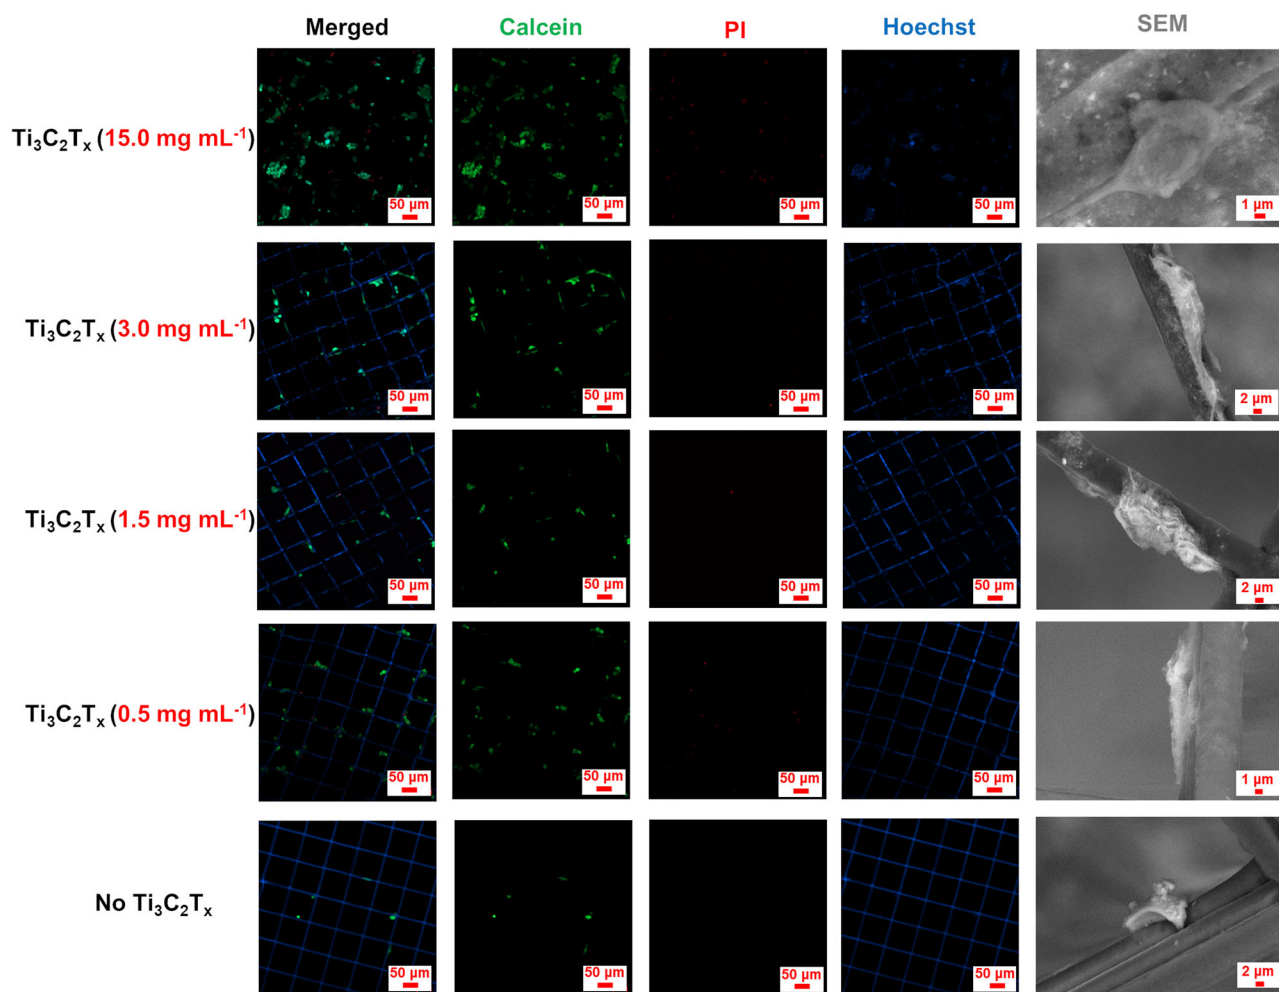 Merged Calcein PI Hoechst SEM
Ti₃C₂Tₓ (15.0 mg mL⁻¹)
50 µm 50 µm 50 µm 50 µm 1 µm
Ti₃C₂Tₓ (3.0 mg mL⁻¹)
50 µm 50 µm 50 µm 50 µm 2 µm
Ti₃C₂Tₓ (1.5 mg mL⁻¹)
50 µm 50 µm 50 µm 50 µm 2 µm
Ti₃C₂Tₓ (0.5 mg mL⁻¹)
50 µm 50 µm 50 µm 50 µm 1 µm
No Ti₃C₂Tₓ
50 µm 50 µm 50 µm 50 µm 2 µm